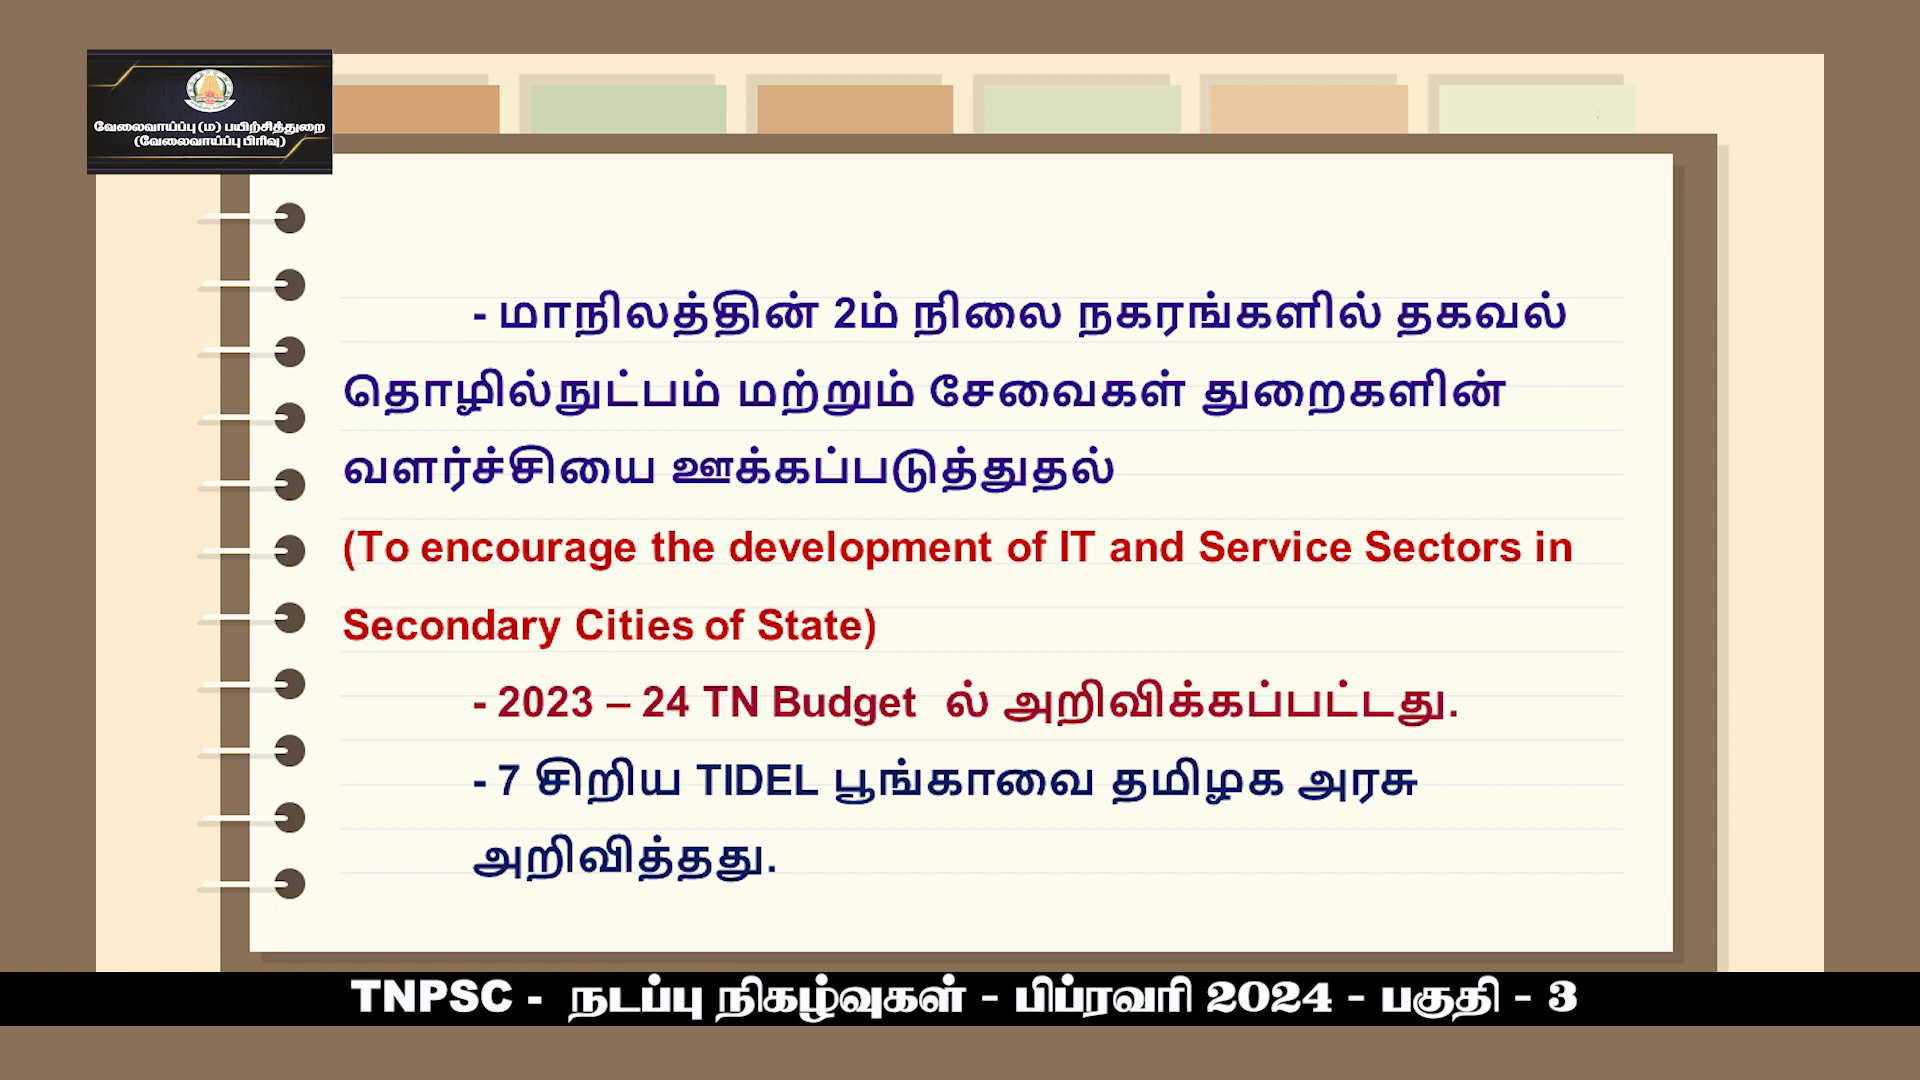 வேலைவாய்ப்பு (ம) பயிற்சித்துறை
(வேலைவாய்ப்பு பிரிவு)
- மாநிலத்தின் 2ம் நிலை நகரங்களில் தகவல்
தொழில்நுட்பம் மற்றும் சேவைகள் துறைகளின்
வளர்ச்சியை ஊக்கப்படுத்துதல்
(To encourage the development of IT and Service Sectors in
Secondary Cities of State)
- 2023 – 24 TN Budget ல் அறிவிக்கப்பட்டது.
- 7 சிறிய TIDEL பூங்காவை தமிழக அரசு
அறிவித்தது.
TNPSC - நடப்பு நிகழ்வுகள் - பிப்ரவரி 2024 - பகுதி - 3